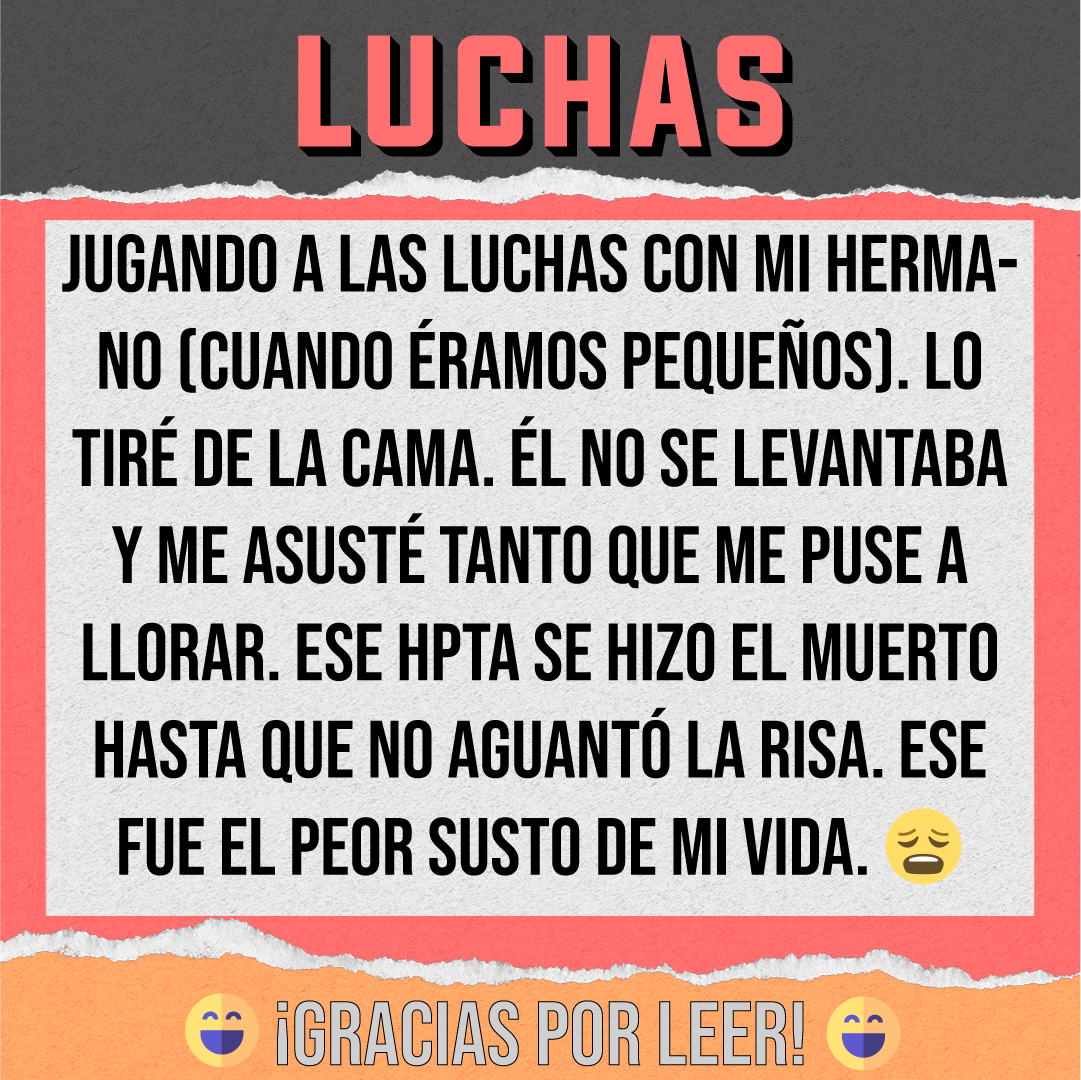 LUCHAS
JUGANDO A LAS LUCHAS CON MI HERMA-
NO (CUANDO ÉRAMOS PEQUEÑOS). LO
TIRÉ DE LA CAMA. ÉL NO SE LEVANTABA
Y ME ASUSTÉ TANTO QUE ME PUSE A
LLORAR. ESE HPTA SE HIZO EL MUERTO
HASTA QUE NO AGUANTÓ LA RISA. ESE
FUE EL PEOR SUSTO DE MI VIDA. 😩
¡GRACIAS POR LEER!